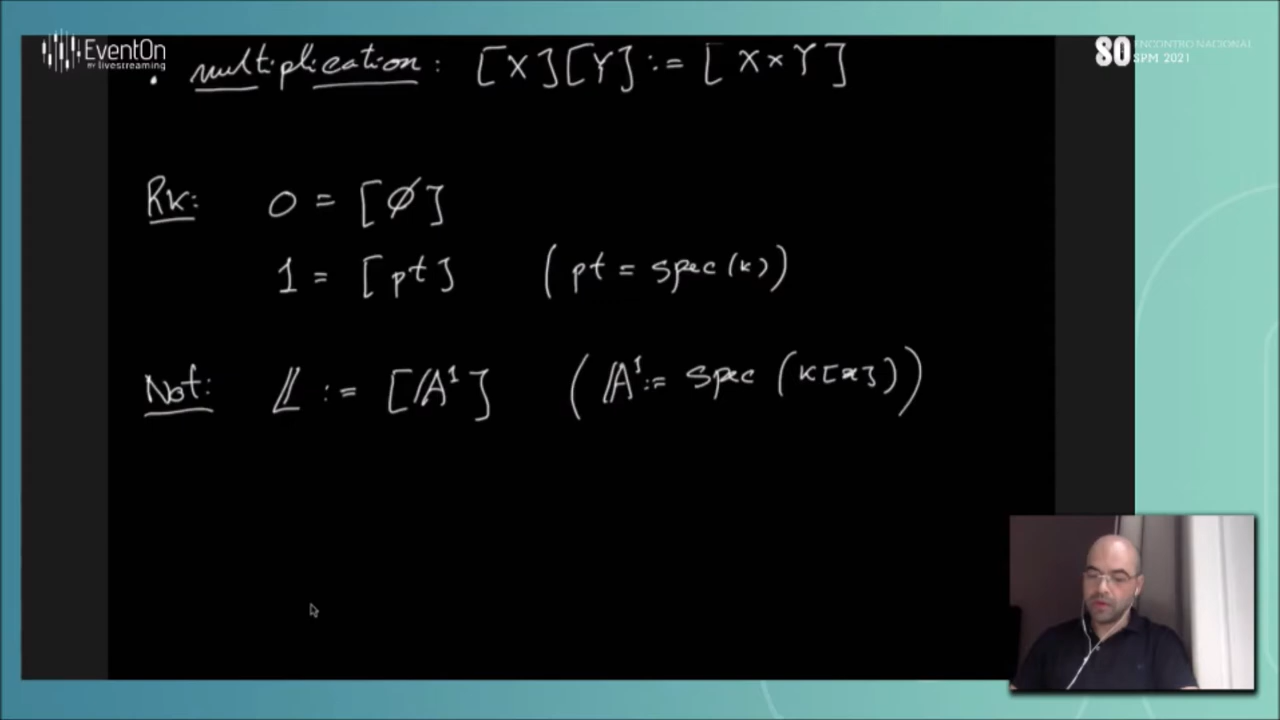 EventOn
BY livestreaming
80 ENCONTRO NACIONAL
SPM 2021
• multiplication : [X][Y] := [X×Y]
Rk: 0 = [∅]
1 = [pt] (pt = spec(k))
Not: 𝕃 := [𝔸¹] (𝔸¹ := spec(k[x]))